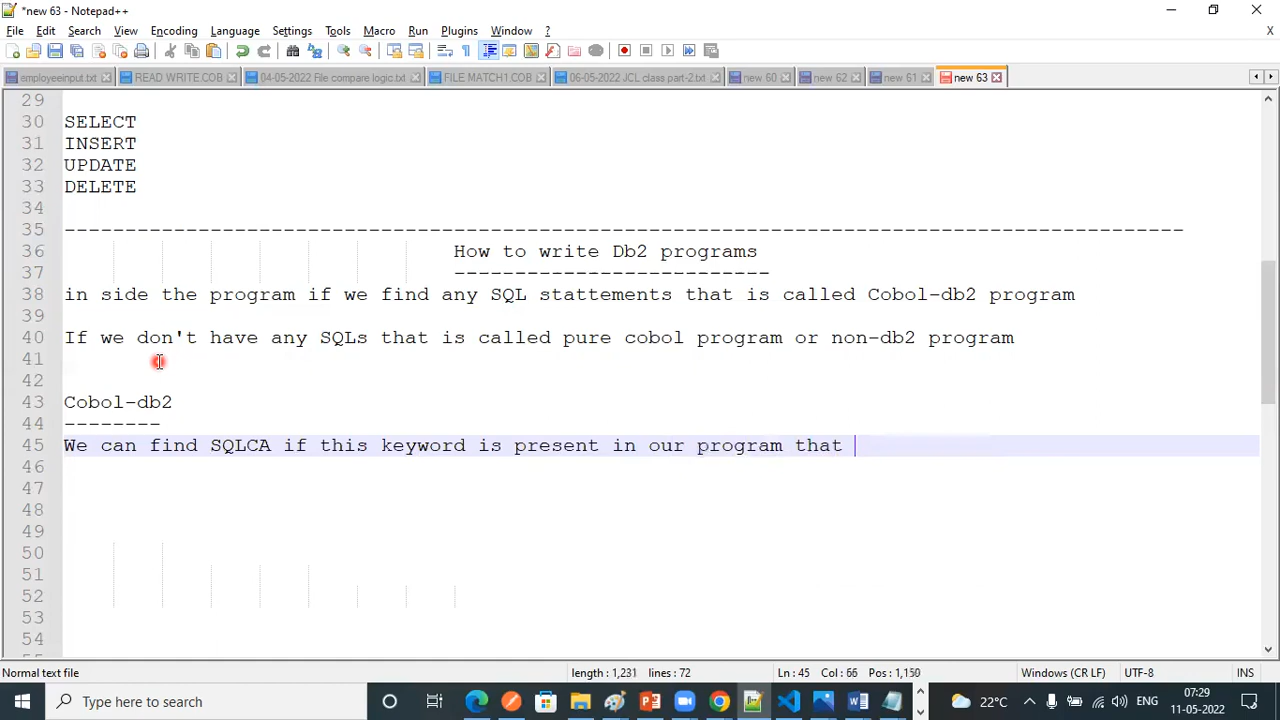 *new 63 - Notepad++
File Edit Search View Encoding Language Settings Tools Macro Run Plugins Window ?
X
employeeinput.txt READ WRITE.COB 04-05-2022 File compare logic.txt FILE MATCH1.COB 06-05-2022 JCL class part-2.txt new 60 new 62 new 61 new 63
29
30 SELECT
31 INSERT
32 UPDATE
33 DELETE
34
35 --------------------------------------------------------------------------------------------
36 How to write Db2 programs
37 --------------------------
38 in side the program if we find any SQL stattements that is called Cobol-db2 program
39
40 If we don't have any SQLs that is called pure cobol program or non-db2 program
41
42
43 Cobol-db2
44 --------
45 We can find SQLCA if this keyword is present in our program that
46
47
48
49
50
51
52
53
54
Normal text file length : 1,231 lines : 72 Ln : 45 Col : 66 Pos : 1,150 Windows (CR LF) UTF-8 INS
Type here to search 22°C ENG 07:29
11-05-2022